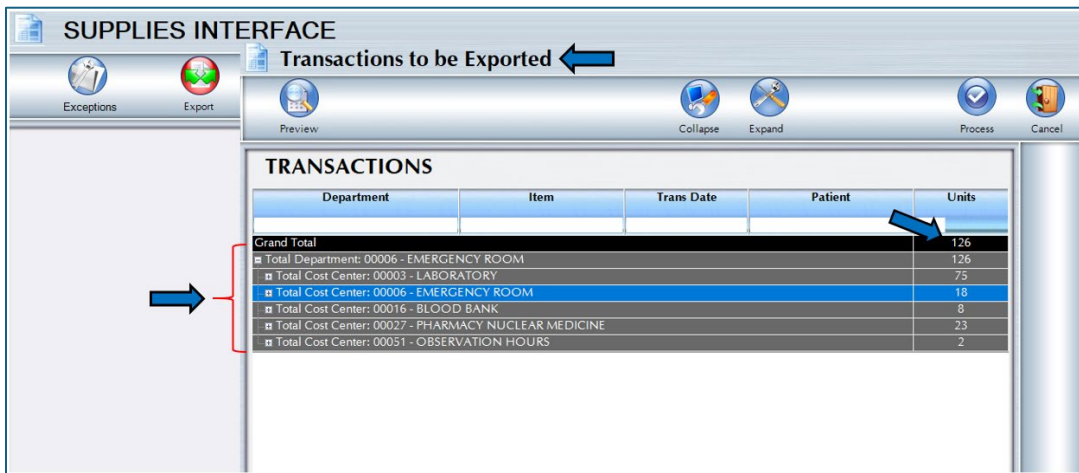 SUPPLIES INTERFACE
Transactions to be Exported
Exceptions Export
Preview Collapse Expand Process Cancel
TRANSACTIONS
Department Item Trans Date Patient Units
Grand Total 126
Total Department: 00006 - EMERGENCY ROOM 126
Total Cost Center: 00003 - LABORATORY 75
Total Cost Center: 00006 - EMERGENCY ROOM 18
Total Cost Center: 00016 - BLOOD BANK 8
Total Cost Center: 00027 - PHARMACY NUCLEAR MEDICINE 23
Total Cost Center: 00051 - OBSERVATION HOURS 2